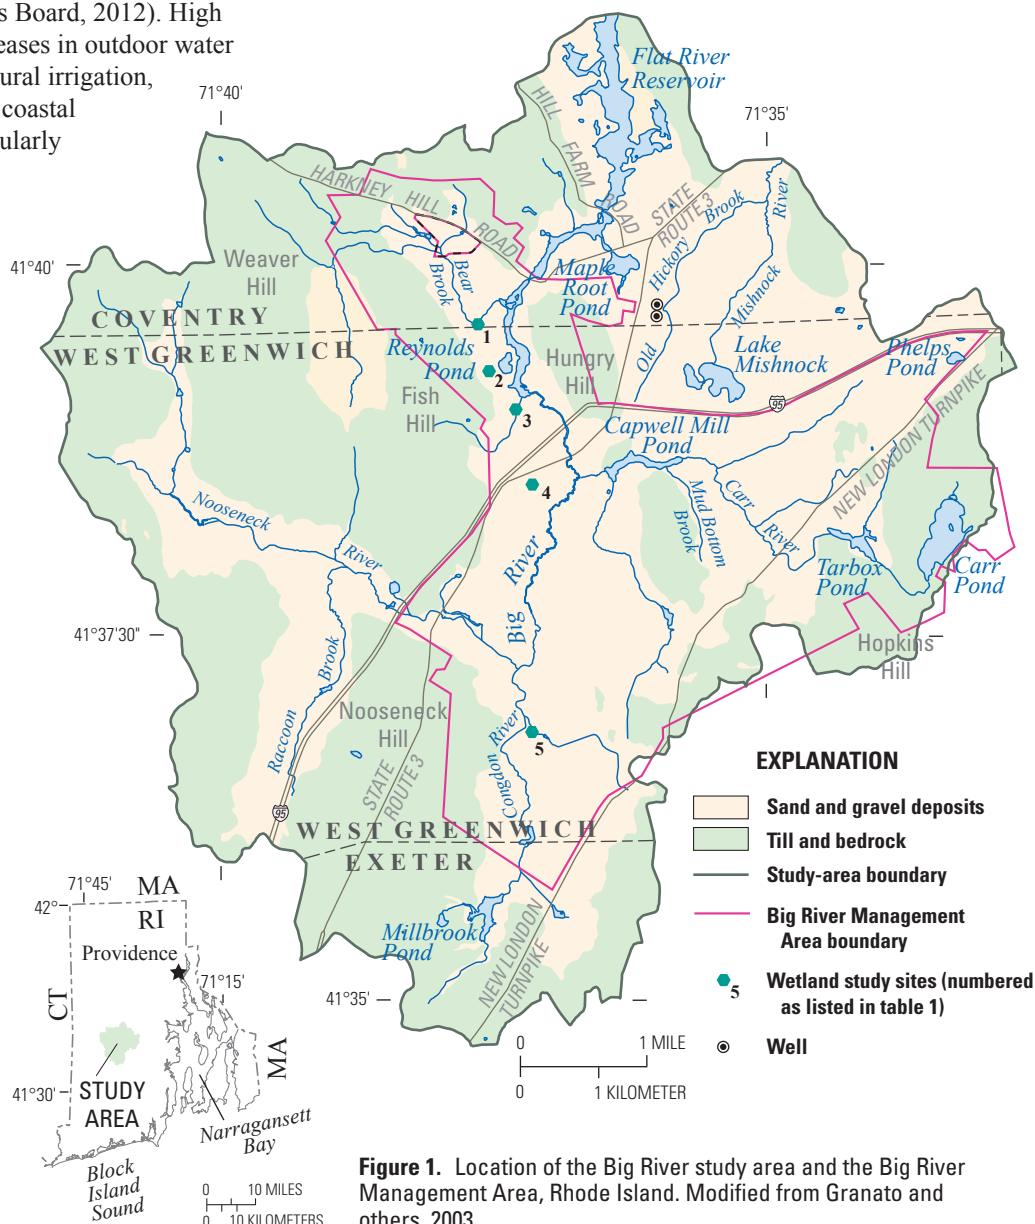 s Board, 2012). High
eases in outdoor water
ural irrigation,
coastal
ularly
71°40'
71°35'
Flat River
Reservoir
HILL FARM ROAD
HARKNEY HILL ROAD
STATE
ROUTE 3
Hickory Brook
River
41°40'
Weaver
Hill
Bear
Brook
Maple
Root
Pond
Mishnock
COVENTRY
WEST GREENWICH
1
Reynolds
Pond
2
Hungry
Hill
Old
Lake
Mishnock
Phelps
Pond
Fish
Hill
3
95
Capwell Mill
Pond
NEW LONDON TURNPIKE
4
Nooseneck
River
Mud Bottom
Brook
Carr
River
Big
River
Tarbox
Pond
Carr
Pond
41°37'30"
Hopkins
Hill
Raccoon
Brook
Nooseneck
Hill
Congdon
River
5
STATE
ROUTE 3
95
WEST GREENWICH
EXETER
Millbrook
Pond
NEW LONDON
TURNPIKE
41°35'
0
1 MILE
0
1 KILOMETER
EXPLANATION
Sand and gravel deposits
Till and bedrock
Study-area boundary
Big River Management
Area boundary
5
Wetland study sites (numbered
as listed in table 1)
Well
71°45'
MA
42°
RI
Providence
71°15'
CT
MA
41°30'
STUDY
AREA
Narragansett
Bay
Block
Island
Sound
0
10 MILES
0
10 KILOMETERS
Figure 1. Location of the Big River study area and the Big River
Management Area, Rhode Island. Modified from Granato and
others, 2003